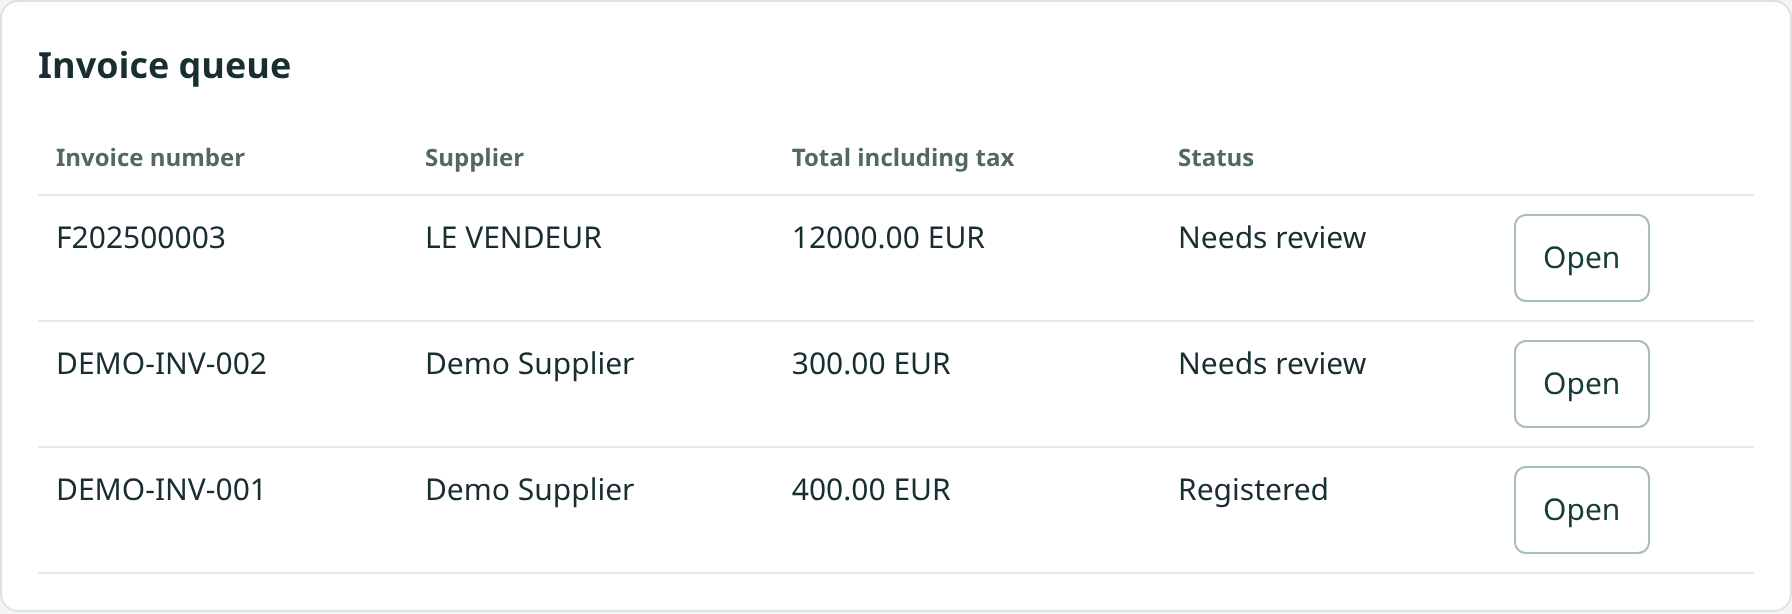 Invoice queue
Invoice number Supplier Total including tax Status
F202500003 LE VENDEUR 12000.00 EUR Needs review Open
DEMO-INV-002 Demo Supplier 300.00 EUR Needs review Open
DEMO-INV-001 Demo Supplier 400.00 EUR Registered Open